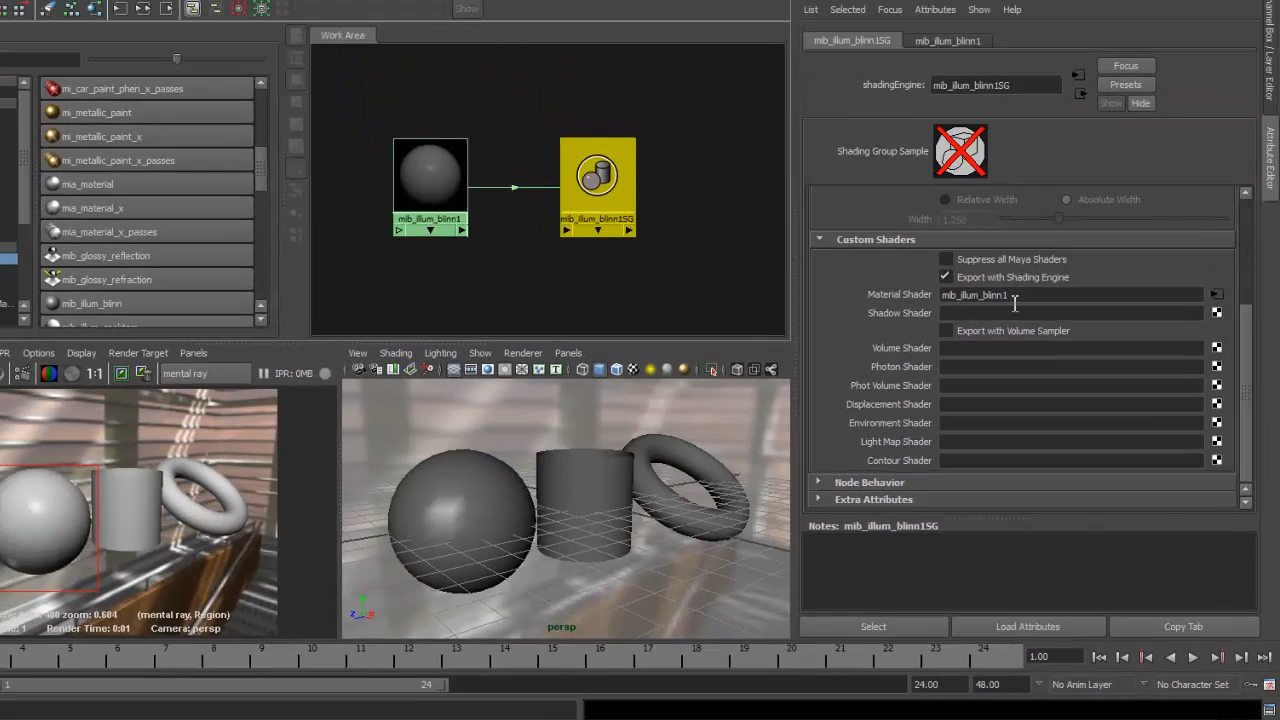 List Selected Focus Attributes Show Help
Show
Work Area
mib_illum_blinn1SG mib_illum_blinn1
Focus
shadingEngine: mib_illum_blinn1SG Presets
Show Hide
Shading Group Sample
mi_car_paint_phen_x_passes
mi_metallic_paint
mi_metallic_paint_x
mi_metallic_paint_x_passes
mia_material
mia_material_x
mia_material_x_passes
mib_glossy_reflection
mib_glossy_refraction
mib_illum_blinn
mib_illum_blinn1
mib_illum_blinn1SG
Relative Width Absolute Width
Width 1.250
Custom Shaders
Suppress all Maya Shaders
Export with Shading Engine
Material Shader mib_illum_blinn1
Shadow Shader
Export with Volume Sampler
Volume Shader
Photon Shader
Phot Volume Shader
Displacement Shader
Environment Shader
Light Map Shader
Contour Shader
Node Behavior
Extra Attributes
Notes: mib_illum_blinn1SG
Select Load Attributes Copy Tab
Channel Box / Layer Editor
Attribute Editor
PR Options Display Render Target Panels
1:1 mental ray IPR: 0MB
View Shading Lighting Show Renderer Panels
zoom: 0.604 (mental ray, Region)
Render Time: 0:01 Camera: persp
persp
4 5 6 7 8 9 10 11 12 13 14 15 16 17 18 19 20 21 22 23 24 1.00
1 24 24.00 48.00 No Anim Layer No Character Set